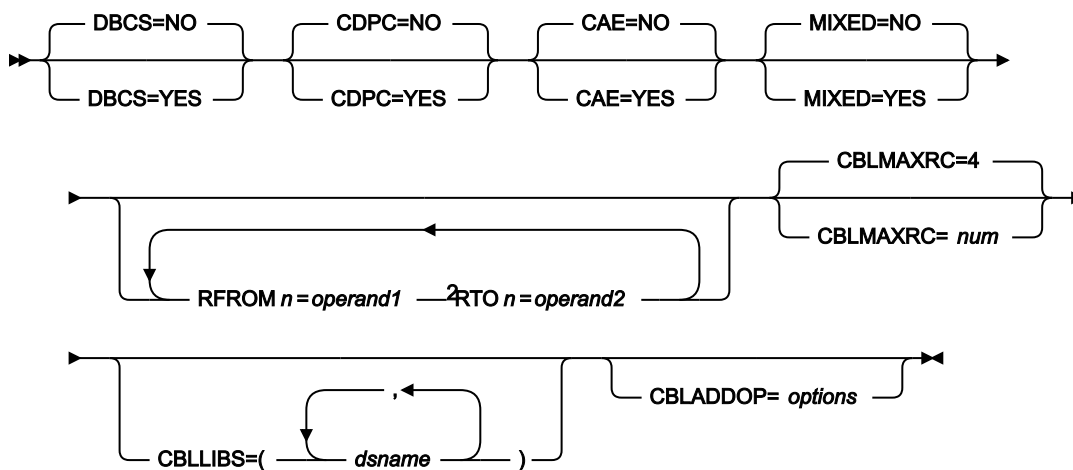 DBCS=NO
DBCS=YES
CDPC=NO
CDPC=YES
CAE=NO
CAE=YES
MIXED=NO
MIXED=YES
RFROM n = operand1 2 RTO n = operand2
CBLMAXRC=4
CBLMAXRC= num
CBLLIBS=( , dsname )
CBLADDOP= options